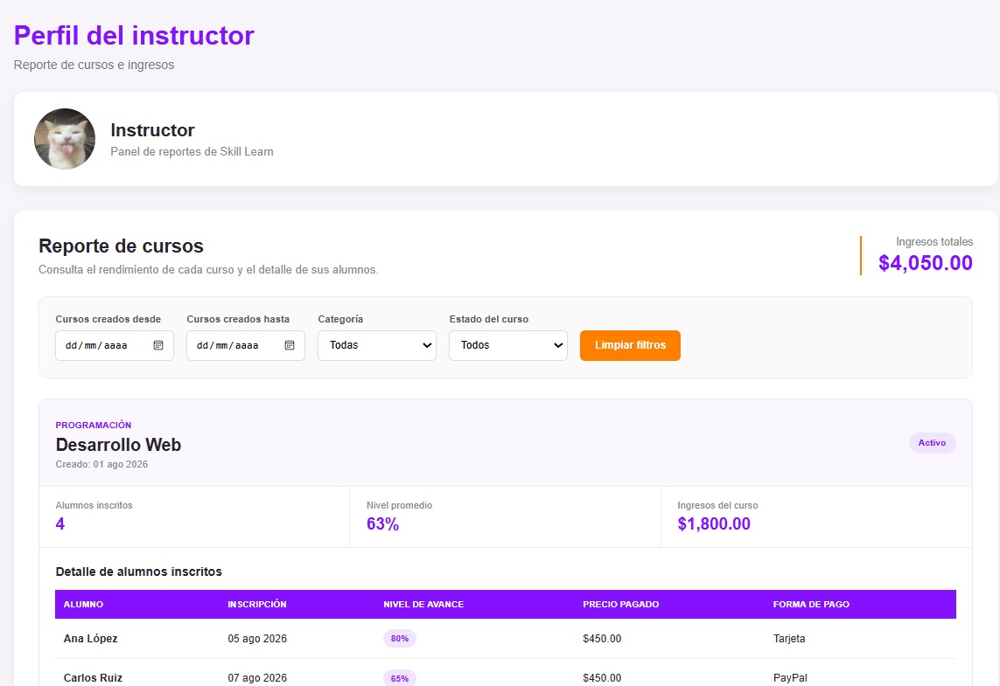 Perfil del instructor
Reporte de cursos e ingresos
Instructor
Panel de reportes de Skill Learn
Reporte de cursos
Consulta el rendimiento de cada curso y el detalle de sus alumnos.
Ingresos totales
$4,050.00
Cursos creados desde Cursos creados hasta Categoría Estado del curso
dd/mm/aaaa dd/mm/aaaa Todas Todos Limpiar filtros
PROGRAMACIÓN
Desarrollo Web
Creado: 01 ago 2026
Activo
Alumnos inscritos Nivel promedio Ingresos del curso
4 63% $1,800.00
Detalle de alumnos inscritos
ALUMNO INSCRIPCIÓN NIVEL DE AVANCE PRECIO PAGADO FORMA DE PAGO
Ana López 05 ago 2026 80% $450.00 Tarjeta
Carlos Ruiz 07 ago 2026 65% $450.00 PayPal